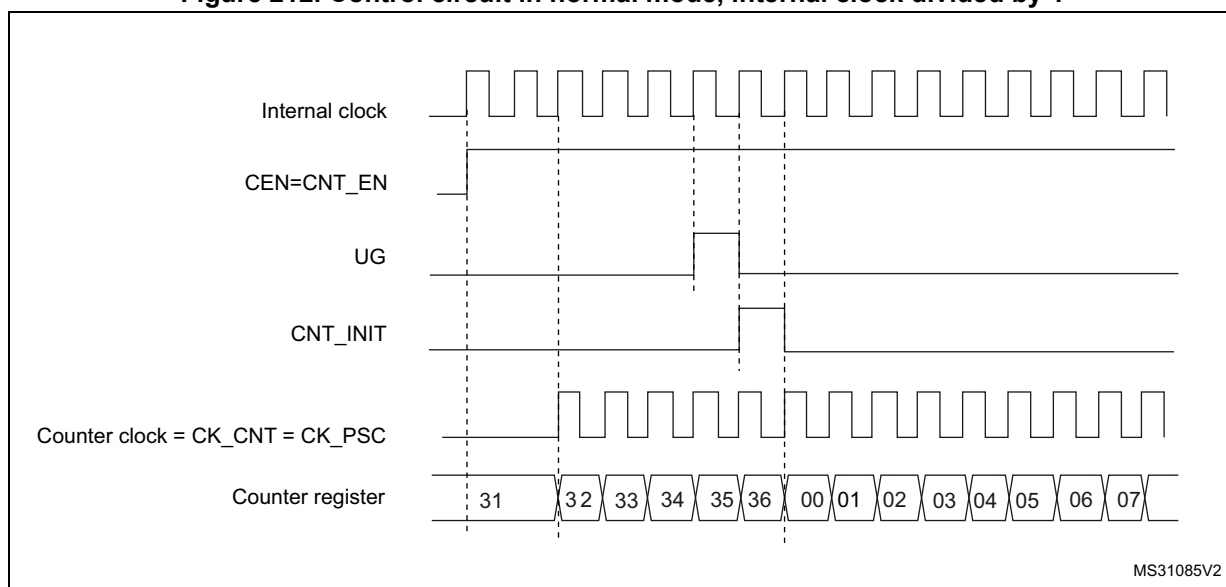 Figure 212. Control circuit in normal mode, internal clock divided by 1
Internal clock
CEN=CNT_EN
UG
CNT_INIT
Counter clock = CK_CNT = CK_PSC
Counter register
31 32 33 34 35 36 00 01 02 03 04 05 06 07
MS31085V2